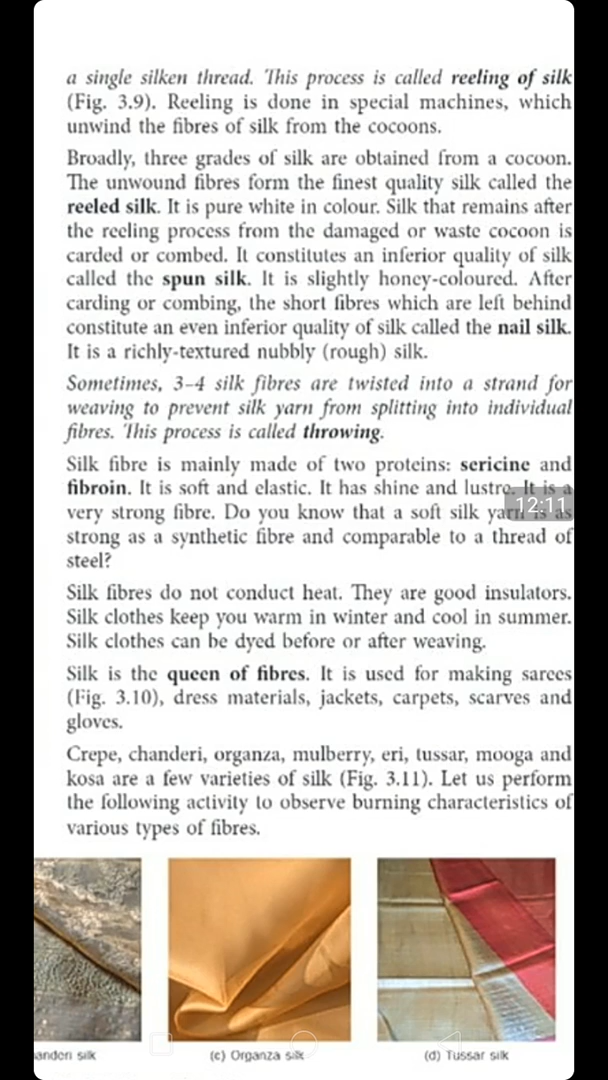 a single silken thread. This process is called reeling of silk
(Fig. 3.9). Reeling is done in special machines, which
unwind the fibres of silk from the cocoons.
Broadly, three grades of silk are obtained from a cocoon.
The unwound fibres form the finest quality silk called the
reeled silk. It is pure white in colour. Silk that remains after
the reeling process from the damaged or waste cocoon is
carded or combed. It constitutes an inferior quality of silk
called the spun silk. It is slightly honey-coloured. After
carding or combing, the short fibres which are left behind
constitute an even inferior quality of silk called the nail silk.
It is a richly-textured nubbly (rough) silk.
Sometimes, 3–4 silk fibres are twisted into a strand for
weaving to prevent silk yarn from splitting into individual
fibres. This process is called throwing.
Silk fibre is mainly made of two proteins: sericine and
fibroin. It is soft and elastic. It has shine and lustre. It is a
12:11
very strong fibre. Do you know that a soft silk yarn is as
strong as a synthetic fibre and comparable to a thread of
steel?
Silk fibres do not conduct heat. They are good insulators.
Silk clothes keep you warm in winter and cool in summer.
Silk clothes can be dyed before or after weaving.
Silk is the queen of fibres. It is used for making sarees
(Fig. 3.10), dress materials, jackets, carpets, scarves and
gloves.
Crepe, chanderi, organza, mulberry, eri, tussar, mooga and
kosa are a few varieties of silk (Fig. 3.11). Let us perform
the following activity to observe burning characteristics of
various types of fibres.
anderi silk (c) Organza silk (d) Tussar silk